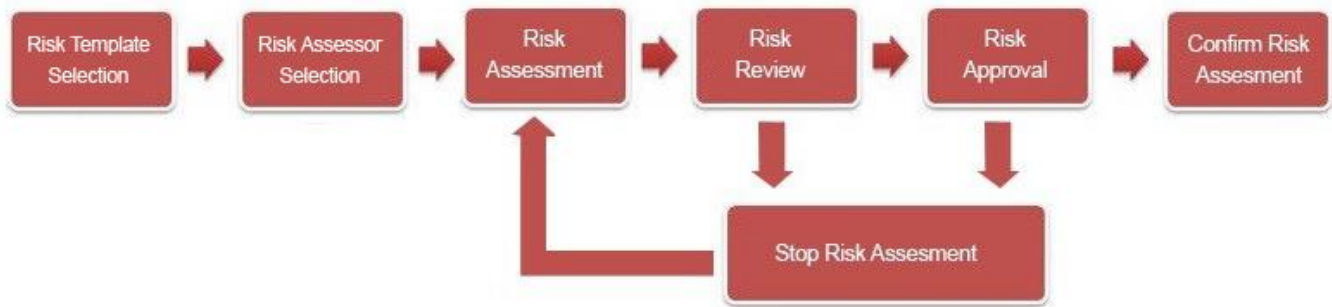 Risk Template
Selection
Risk Assessor
Selection
Risk
Assessment
Risk
Review
Risk
Approval
Confirm Risk
Assesment
Stop Risk Assesment